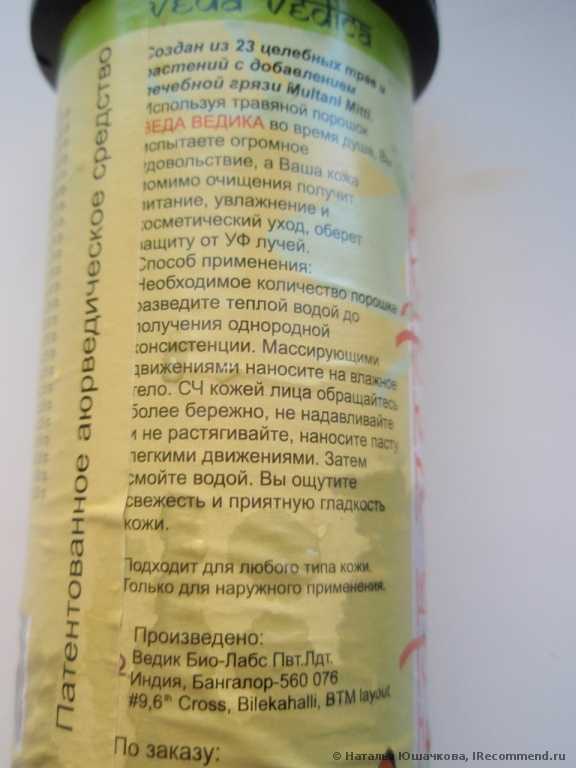 Veda Vedica
Патентованное аюрведическое средство
Создан из 23 целебных трав и
растений с добавлением
лечебной грязи Multani Mitti.
Используя травяной порошок
ВЕДА ВЕДИКА во время душа, Вы
испытаете огромное
удовольствие, а Ваша кожа
помимо очищения получит
питание, увлажнение и
косметический уход, оберет
защиту от УФ лучей.
Способ применения:
Необходимое количество порошка
разведите теплой водой до
получения однородной
консистенции. Массирующими
движениями наносите на влажное
тело. СЧ кожей лица обращайтесь
более бережно, не надавливайте
и не растягивайте, наносите пасту
легкими движениями. Затем
смойте водой. Вы ощутите
свежесть и приятную гладкость
кожи.
Подходит для любого типа кожи.
Только для наружного применения.
Произведено:
Ведик Био-Лабс Пвт.Лдт.
Индия, Бангалор-560 076
#9,6th Cross, Bilekahalli, BTM layout
По заказу:
© Наталья Юшачкова, IRecommend.ru